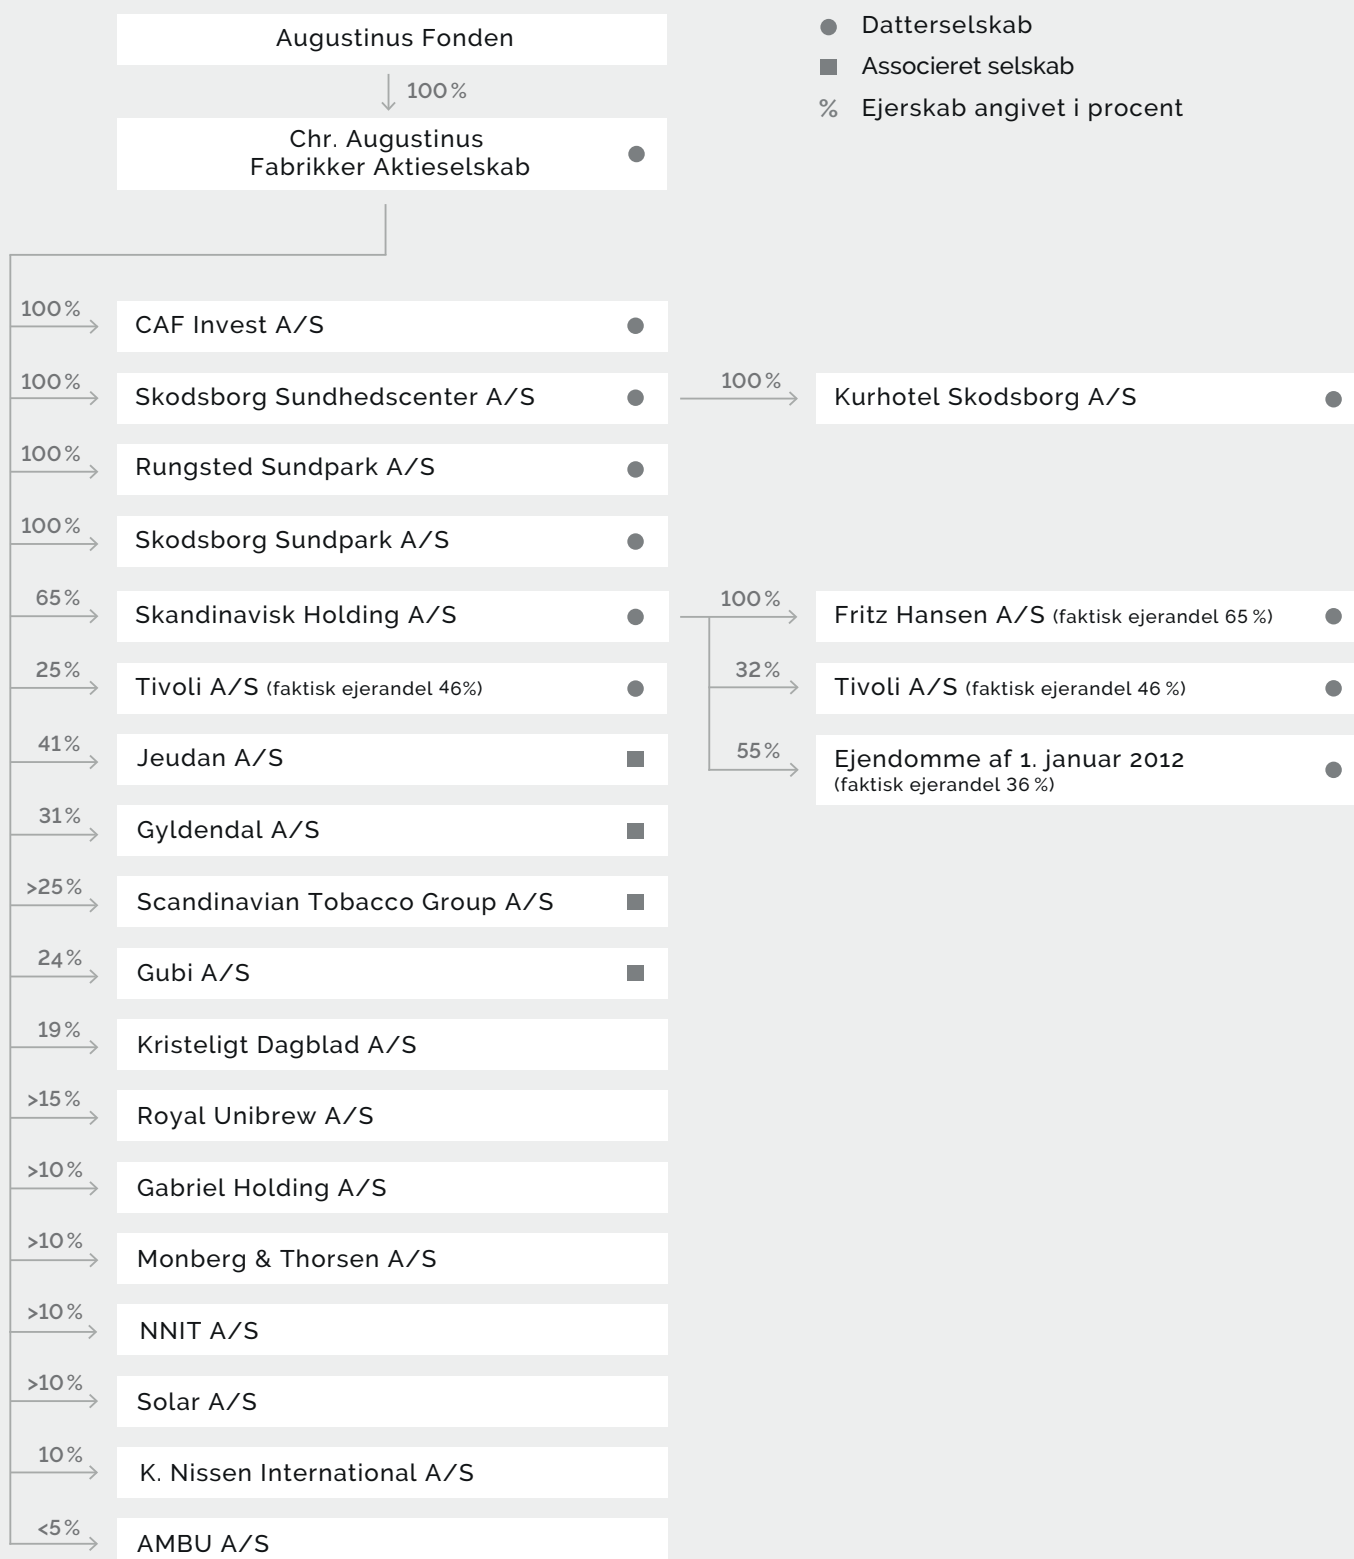 Augustinus Fonden
100%
Chr. Augustinus
Fabrikker Aktieselskab
Datterselskab
Associeret selskab
% Ejerskab angivet i procent
100% CAF Invest A/S
100% Skodsborg Sundhedscenter A/S 100% Kurhotel Skodsborg A/S
100% Rungsted Sundpark A/S
100% Skodsborg Sundpark A/S
65% Skandinavisk Holding A/S 100% Fritz Hansen A/S (faktisk ejerandel 65 %)
25% Tivoli A/S (faktisk ejerandel 46%) 32% Tivoli A/S (faktisk ejerandel 46 %)
41% Jeudan A/S 55% Ejendomme af 1. januar 2012
(faktisk ejerandel 36 %)
31% Gyldendal A/S
>25% Scandinavian Tobacco Group A/S
24% Gubi A/S
19% Kristeligt Dagblad A/S
>15% Royal Unibrew A/S
>10% Gabriel Holding A/S
>10% Monberg & Thorsen A/S
>10% NNIT A/S
>10% Solar A/S
10% K. Nissen International A/S
<5% AMBU A/S